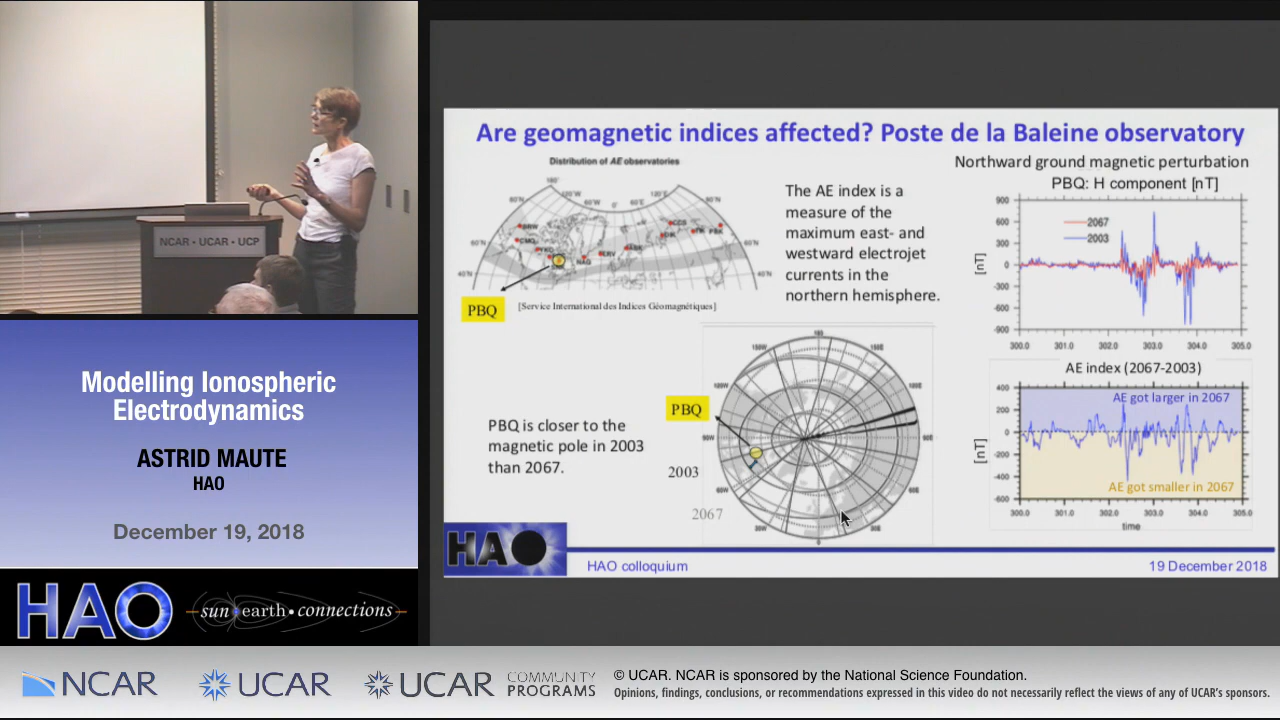 NCAR • UCAR • UCP
Modelling Ionospheric
Electrodynamics
ASTRID MAUTE
HAO
December 19, 2018
HAO
sun earth • connections
Are geomagnetic indices affected? Poste de la Baleine observatory
Distribution of AE observatories
PBQ
[Service International des Indices Géomagnétiques]
The AE index is a
measure of the
maximum east- and
westward electrojet
currents in the
northern hemisphere.
Northward ground magnetic perturbation
PBQ: H component [nT]
[nT]
900
600
300
0
-300
-600
-900
2067
2003
300.0 301.0 302.0 303.0 304.0 305.0
PBQ is closer to the
magnetic pole in 2003
than 2067.
PBQ
2003
2067
AE index (2067-2003)
[nT]
400
200
0
-200
-400
-600
AE got larger in 2067
AE got smaller in 2067
300.0 301.0 302.0 303.0 304.0 305.0
time
HAO
HAO colloquium
19 December 2018
NCAR
UCAR
UCAR COMMUNITY PROGRAMS
© UCAR. NCAR is sponsored by the National Science Foundation.
Opinions, findings, conclusions, or recommendations expressed in this video do not necessarily reflect the views of any of UCAR's sponsors.